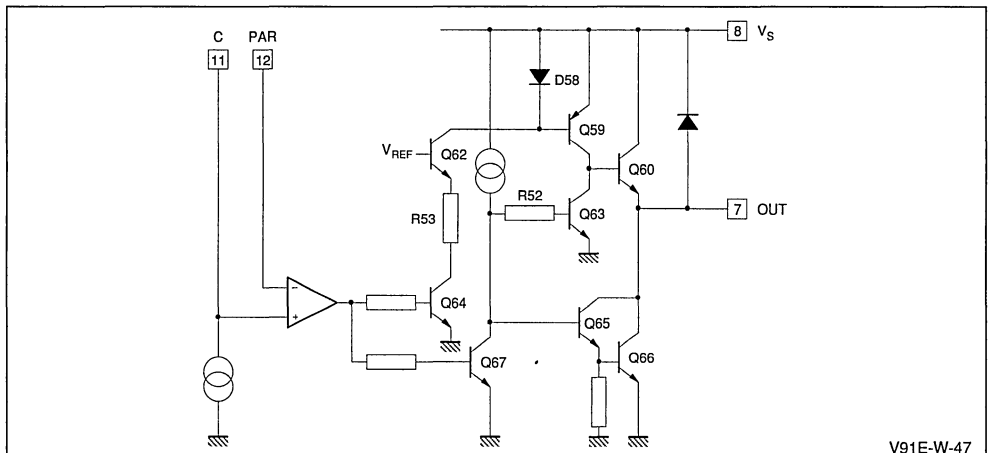 C PAR 8 V_S
11 12
D58
Q59
V_REF Q62
Q60
R53 R52 Q63 7 OUT
-
+
Q64 Q65
Q67 Q66
V91E-W-47